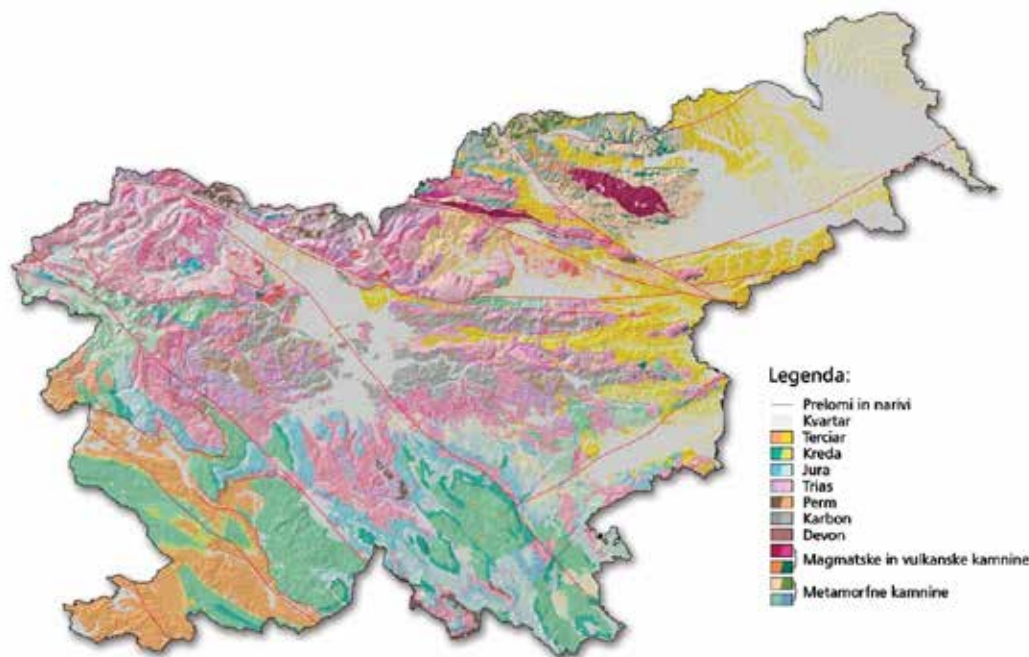 Legenda:
Prelomi in narivi
Kvartar
Terciar
Kreda
Jura
Trias
Perm
Karbon
Devon
Magmatske in vulkanske kamnine
Metamorfne kamnine